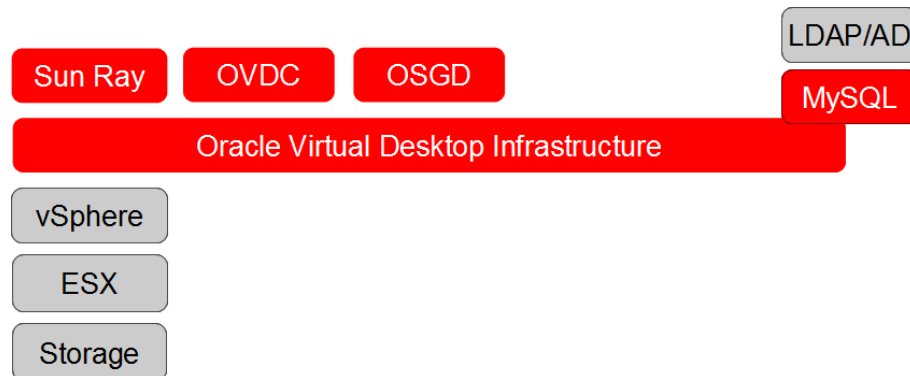 LDAP/AD
Sun Ray
OVDC
OSGD
MySQL
Oracle Virtual Desktop Infrastructure
vSphere
ESX
Storage